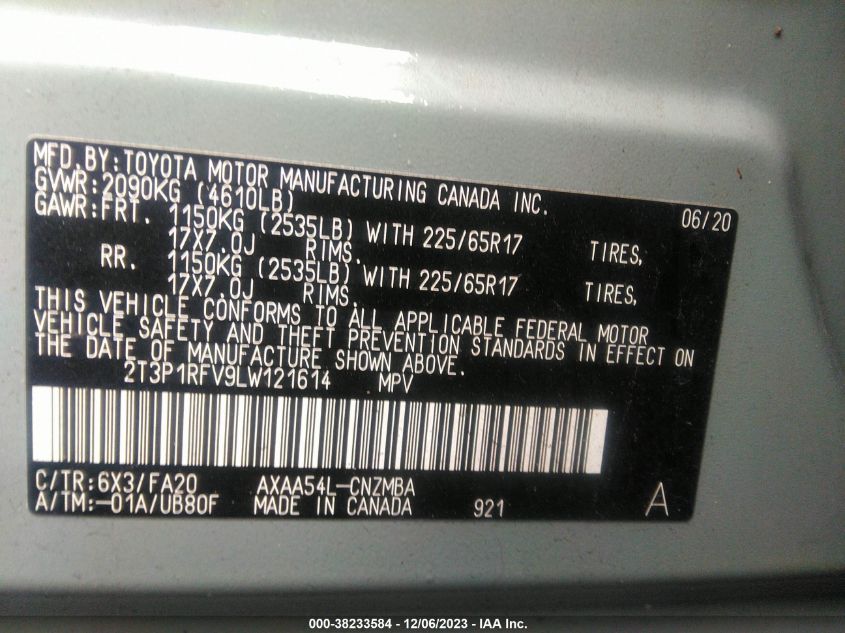 MFD.BY:TOYOTA MOTOR MANUFACTURING CANADA INC. 06/20
GVWR:2090KG (4610LB)
GAWR:FRT. 1150KG (2535LB) WITH 225/65R17 TIRES,
17X7.0J RIMS.
RR. 1150KG (2535LB) WITH 225/65R17 TIRES,
17X7.0J RIMS.
THIS VEHICLE CONFORMS TO ALL APPLICABLE FEDERAL MOTOR
VEHICLE SAFETY AND THEFT PREVENTION STANDARDS IN EFFECT ON
THE DATE OF MANUFACTURE SHOWN ABOVE.
2T3P1RFV9LW121614 MPV
C/TR:6X3/FA20 AXAA54L-CNZMBA
A/TM:-01A/UB80F MADE IN CANADA 921 A
000-38233584 - 12/06/2023 - IAA Inc.